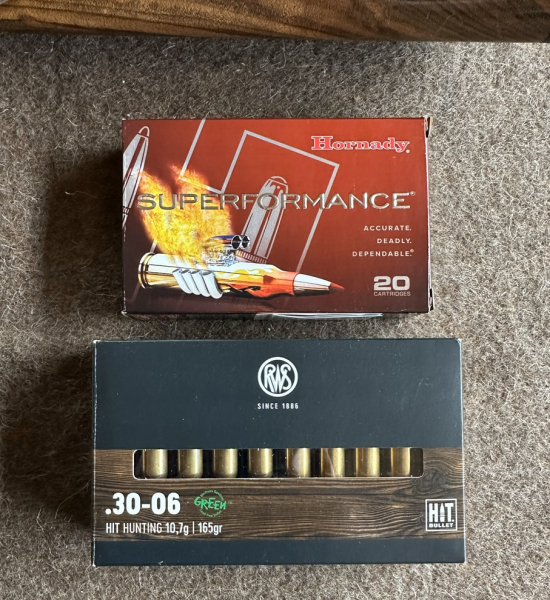 Hornady®
SUPERFORMANCE®
ACCURATE.
DEADLY.
DEPENDABLE.®
20
CARTRIDGES
RWS
SINCE 1886
.30-06
GREEN
HIT HUNTING 10,7g | 165gr
HIT
BULLET